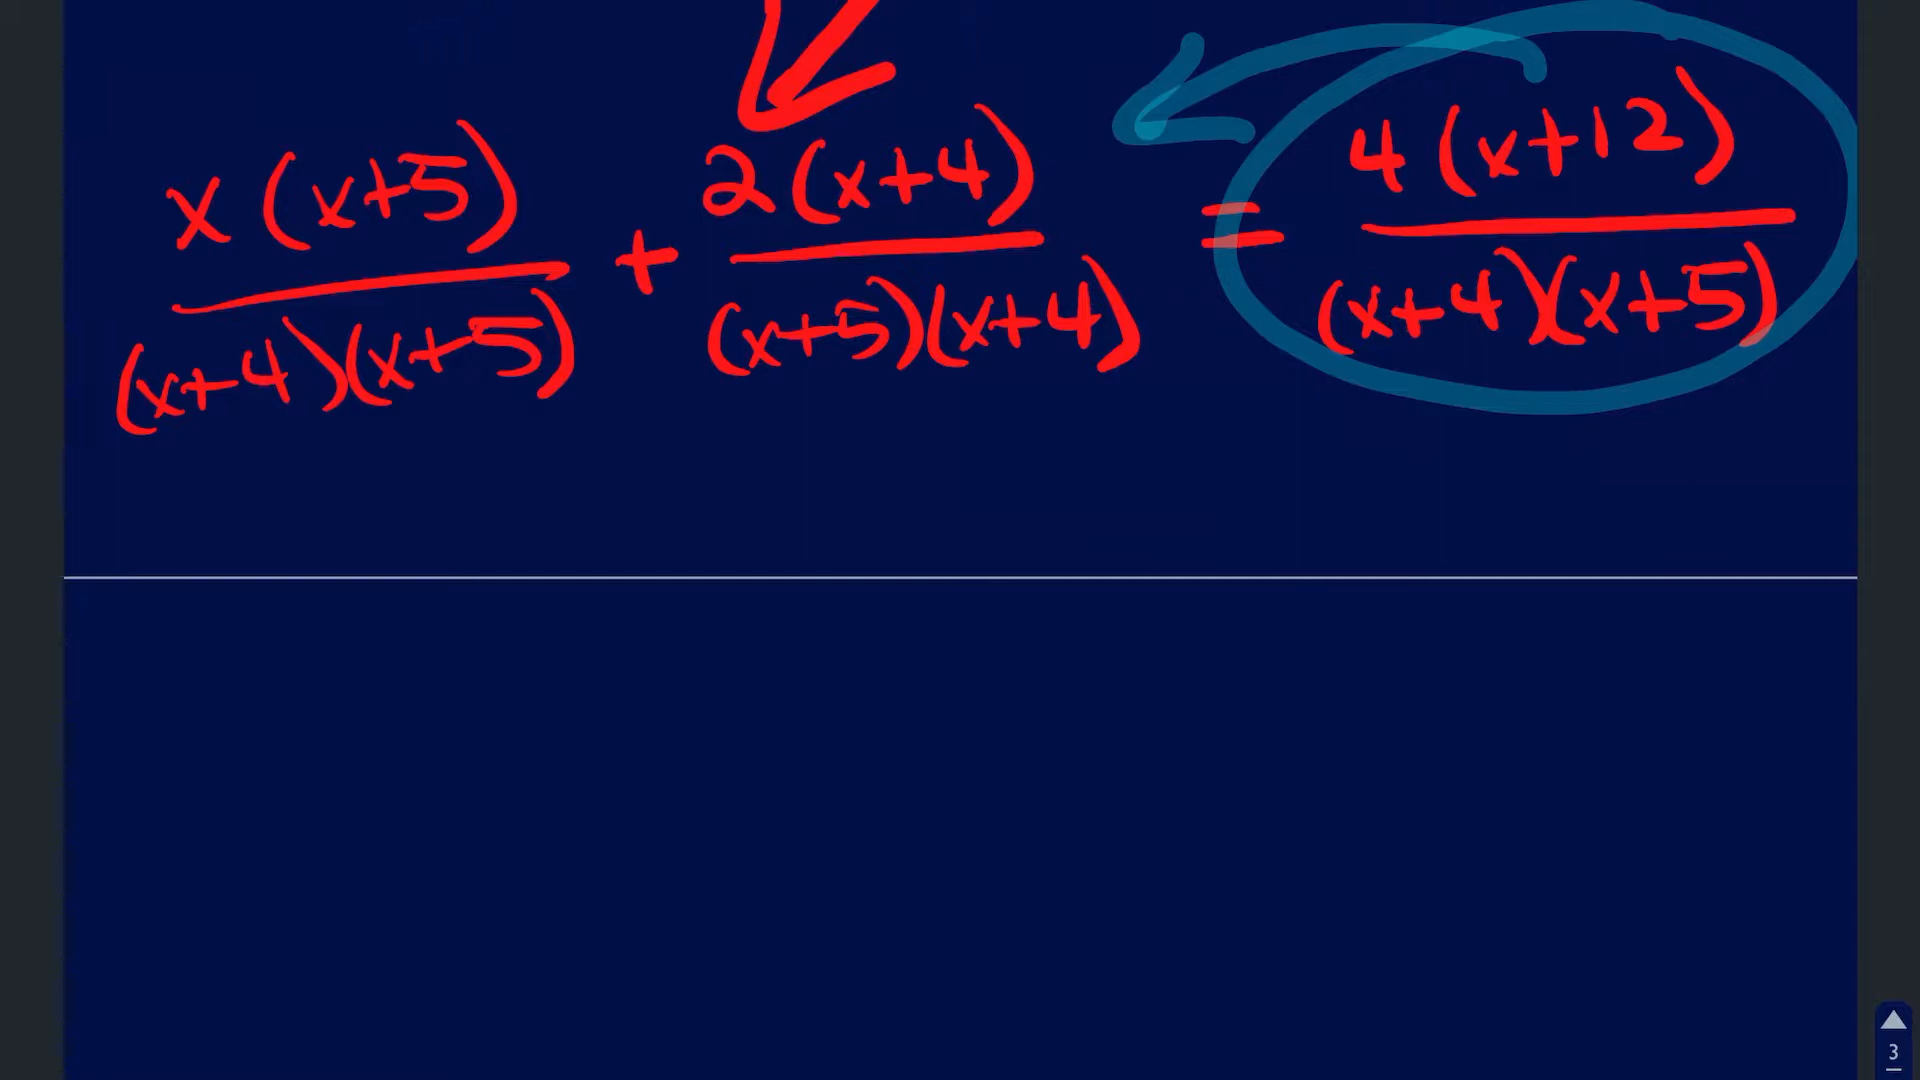 x(x+5) / (x+4)(x+5) + 2(x+4) / (x+5)(x+4) = 4(x+12) / (x+4)(x+5)
3